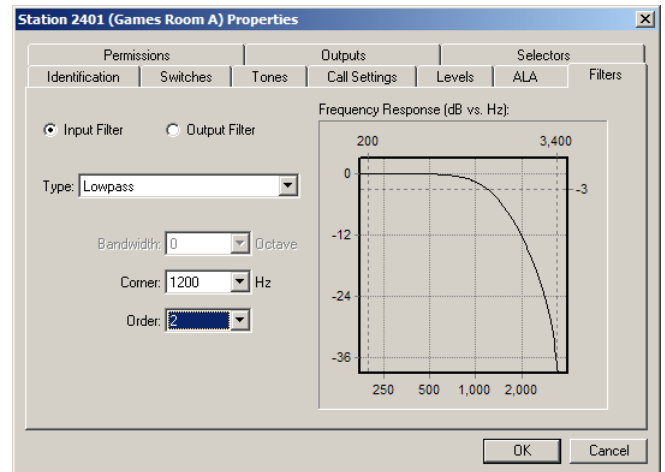 Station 2401 (Games Room A) Properties
Permissions
Outputs
Selectors
Identification
Switches
Tones
Call Settings
Levels
ALA
Filters
Input Filter
Output Filter
Type: Lowpass
Bandwidth: 0 Octave
Corner: 1200 Hz
Order: 2
Frequency Response (dB vs. Hz):
200
3,400
0
-3
-12
-24
-36
250
500
1,000
2,000
OK
Cancel